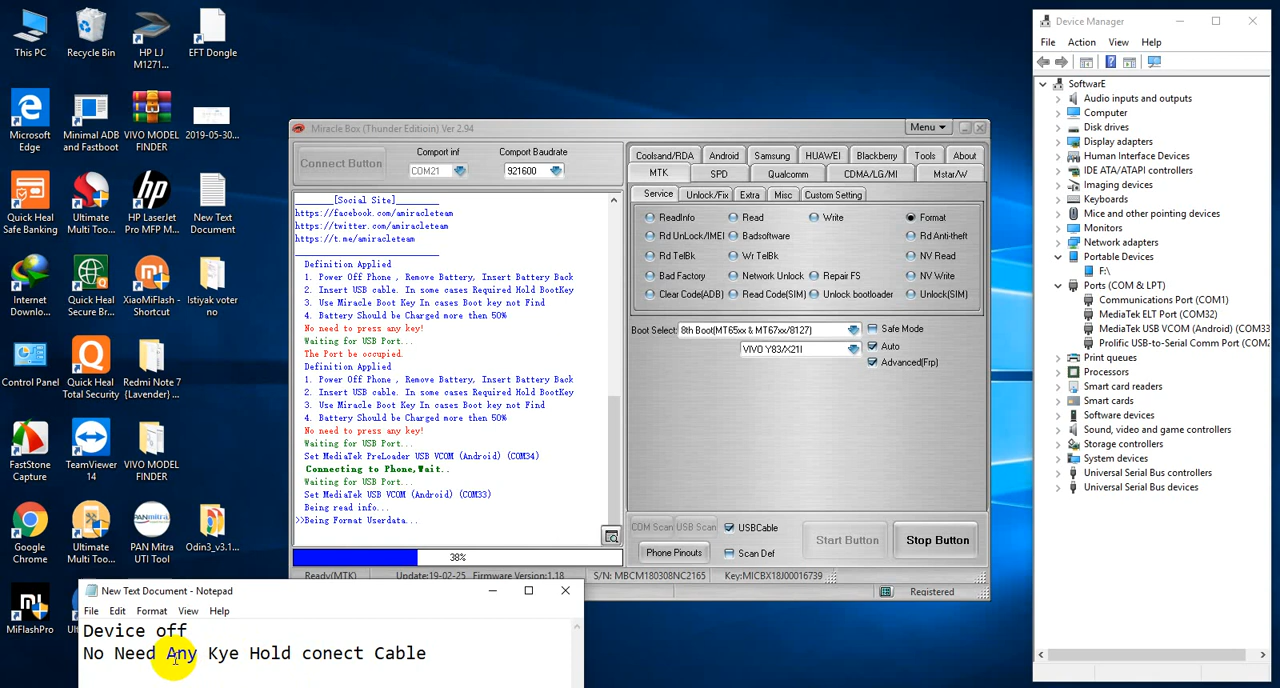 This PC
Recycle Bin
HP LJ
M1271...
EFT Dongle
Microsoft
Edge
Minimal ADB
and Fastboot
VIVO MODEL
FINDER
2019-05-30...
Quick Heal
Safe Banking
Ultimate
Multi Too...
HP LaserJet
Pro MFP M...
New Text
Document
Internet
Downlo...
Quick Heal
Secure Br...
XiaoMiFlash -
Shortcut
Istiyak voter
no
Control Panel
Quick Heal
Total Security
Redmi Note 7
{Lavender} ...
FastStone
Capture
TeamViewer
14
VIVO MODEL
FINDER
Google
Chrome
Ultimate
Multi Too...
PAN Mitra
UTI Tool
Odin3_v3.1...
MiFlashPro
Miracle Box (Thunder Editioin) Ver 2.94
Menu
Connect Button
Comport inf
COM21
Comport Baudrate
921600
[Social Site]
https://facebook.com/amiracleteam
https://twitter.com/amiracleteam
https://t.me/amiracleteam
Definition Applied
1. Power Off Phone , Remove Battery, Insert Battery Back
2. Insert USB cable. In some cases Required Hold BootKey
3. Use Miracle Boot Key In cases Boot key not Find
4. Battery Should be Charged more then 50%
No need to press any key!
Waiting for USB Port...
The Port be occupied.
Definition Applied
1. Power Off Phone , Remove Battery, Insert Battery Back
2. Insert USB cable. In some cases Required Hold BootKey
3. Use Miracle Boot Key In cases Boot key not Find
4. Battery Should be Charged more then 50%
No need to press any key!
Waiting for USB Port...
Set MediaTek PreLoader USB VCOM (Android) (COM34)
Connecting to Phone,Wait..
Waiting for USB Port...
Set MediaTek USB VCOM (Android) (COM33)
Being read info...
>>Being Format Userdata...
38%
Coolsand/RDA Android Samsung HUAWEI Blackberry Tools About
MTK SPD Qualcomm CDMA/LG/MI Mstar/W
Service Unlock/Fix Extra Misc Custom Setting
ReadInfo Read Write Format
Rd UnLock/IMEI Badsoftware Rd Anti-theft
Rd TelBk Wr TelBk NV Read
Bad Factory Network Unlock Repair FS NV Write
Clear Code(ADB) Read Code(SIM) Unlock bootloader Unlock(SIM)
Boot Select: 8th Boot(MT65xx & MT67xx/8127) Safe Mode
VIVO Y83/X21I Auto
Advanced(Frp)
COM Scan USB Scan USBCable
Phone Pinouts Scan Def
Start Button
Stop Button
Ready(MTK) Update:19-02-25 Firmware Version:1.18 S/N: MBCM180308NC2165 Key:MICBX18J00016739
Registered
New Text Document - Notepad
File Edit Format View Help
Device off
No Need Any Kye Hold conect Cable
Device Manager
File Action View Help
SoftwarE
Audio inputs and outputs
Computer
Disk drives
Display adapters
Human Interface Devices
IDE ATA/ATAPI controllers
Imaging devices
Keyboards
Mice and other pointing devices
Monitors
Network adapters
Portable Devices
F:\
Ports (COM & LPT)
Communications Port (COM1)
MediaTek ELT Port (COM32)
MediaTek USB VCOM (Android) (COM33
Prolific USB-to-Serial Comm Port (COM2
Print queues
Processors
Smart card readers
Smart cards
Software devices
Sound, video and game controllers
Storage controllers
System devices
Universal Serial Bus controllers
Universal Serial Bus devices